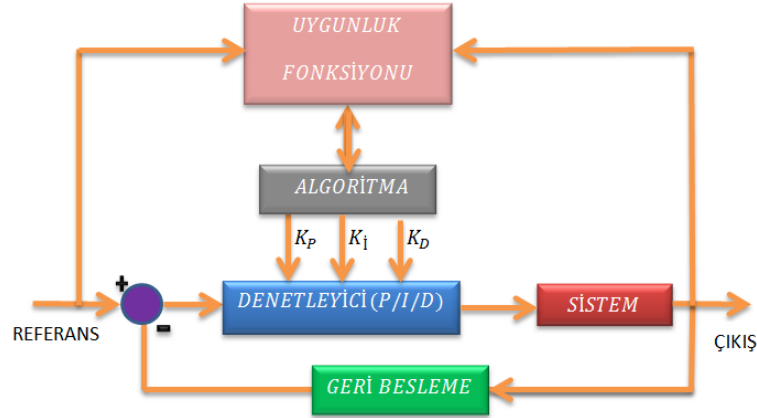 UYGUNLUK
FONKSİYONU
ALGORİTMA
K_P
K_İ
K_D
+
DENETLEYİCİ(P/I/D)
SİSTEM
-
REFERANS
ÇIKIŞ
GERİ BESLEME